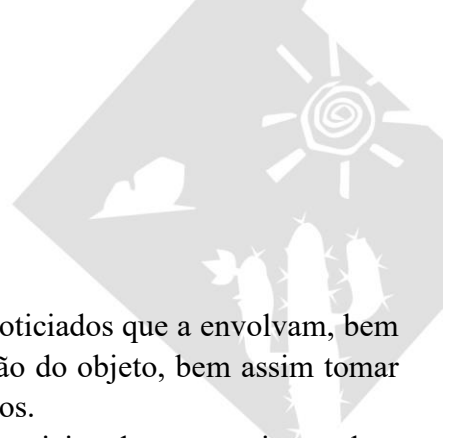 oticiados que a envolvam, bem
ão do objeto, bem assim tomar
os.